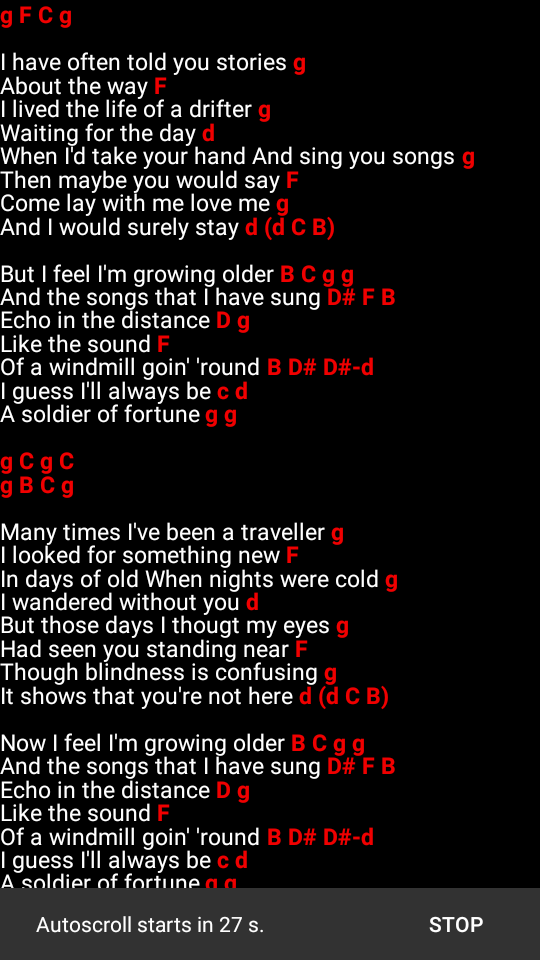 g F C g
I have often told you stories g
About the way F
I lived the life of a drifter g
Waiting for the day d
When I'd take your hand And sing you songs g
Then maybe you would say F
Come lay with me love me g
And I would surely stay d (d C B)
But I feel I'm growing older B C g g
And the songs that I have sung D# F B
Echo in the distance D g
Like the sound F
Of a windmill goin' 'round B D# D#-d
I guess I'll always be c d
A soldier of fortune g g
g C g C
g B C g
Many times I've been a traveller g
I looked for something new F
In days of old When nights were cold g
I wandered without you d
But those days I thougt my eyes g
Had seen you standing near F
Though blindness is confusing g
It shows that you're not here d (d C B)
Now I feel I'm growing older B C g g
And the songs that I have sung D# F B
Echo in the distance D g
Like the sound F
Of a windmill goin' 'round B D# D#-d
I guess I'll always be c d
A soldier of fortune g g
Autoscroll starts in 27 s. STOP